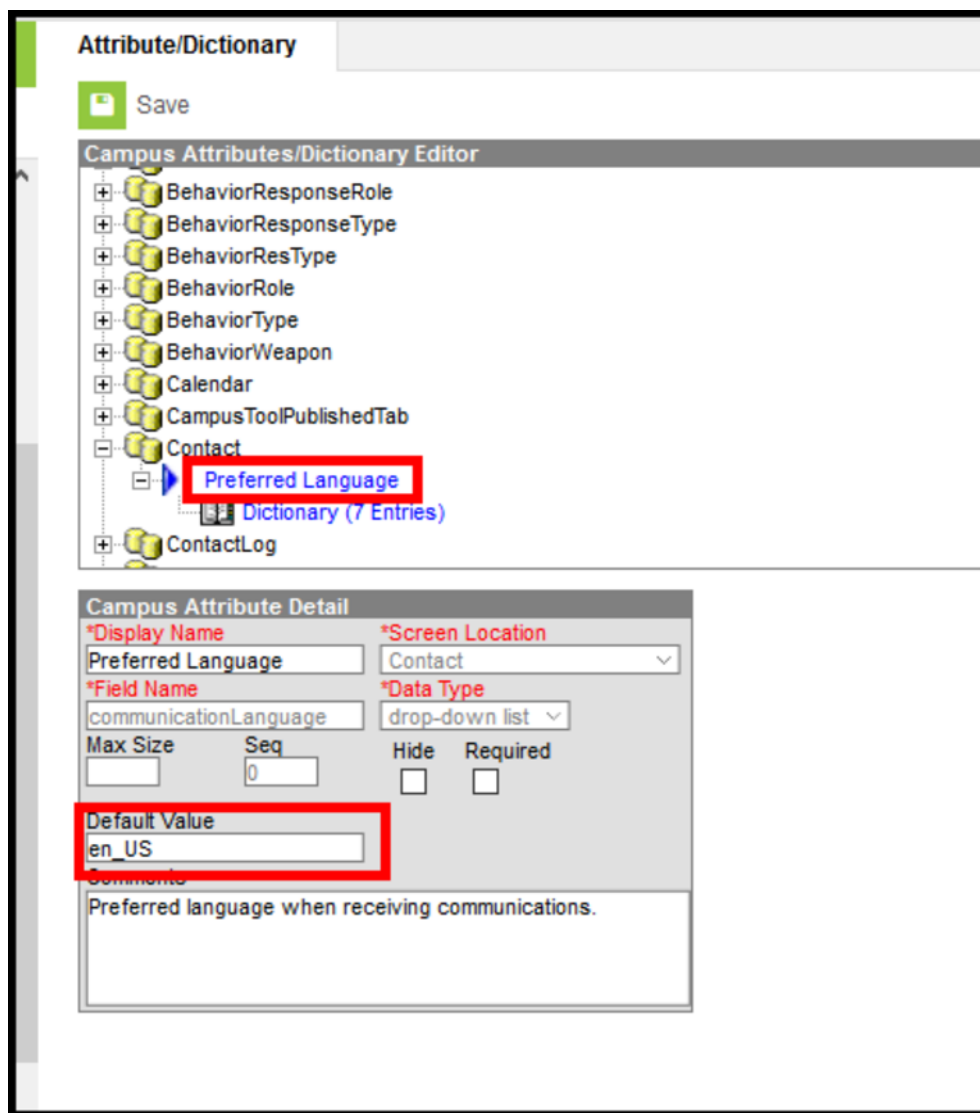 Attribute/Dictionary
Save
Campus Attributes/Dictionary Editor
BehaviorResponseRole
BehaviorResponseType
BehaviorResType
BehaviorRole
BehaviorType
BehaviorWeapon
Calendar
CampusToolPublishedTab
Contact
Preferred Language
Dictionary (7 Entries)
ContactLog
Campus Attribute Detail
*Display Name *Screen Location
Preferred Language Contact
*Field Name *Data Type
communicationLanguage drop-down list
Max Size Seq Hide Required
0
Default Value
en_US
Comments
Preferred language when receiving communications.